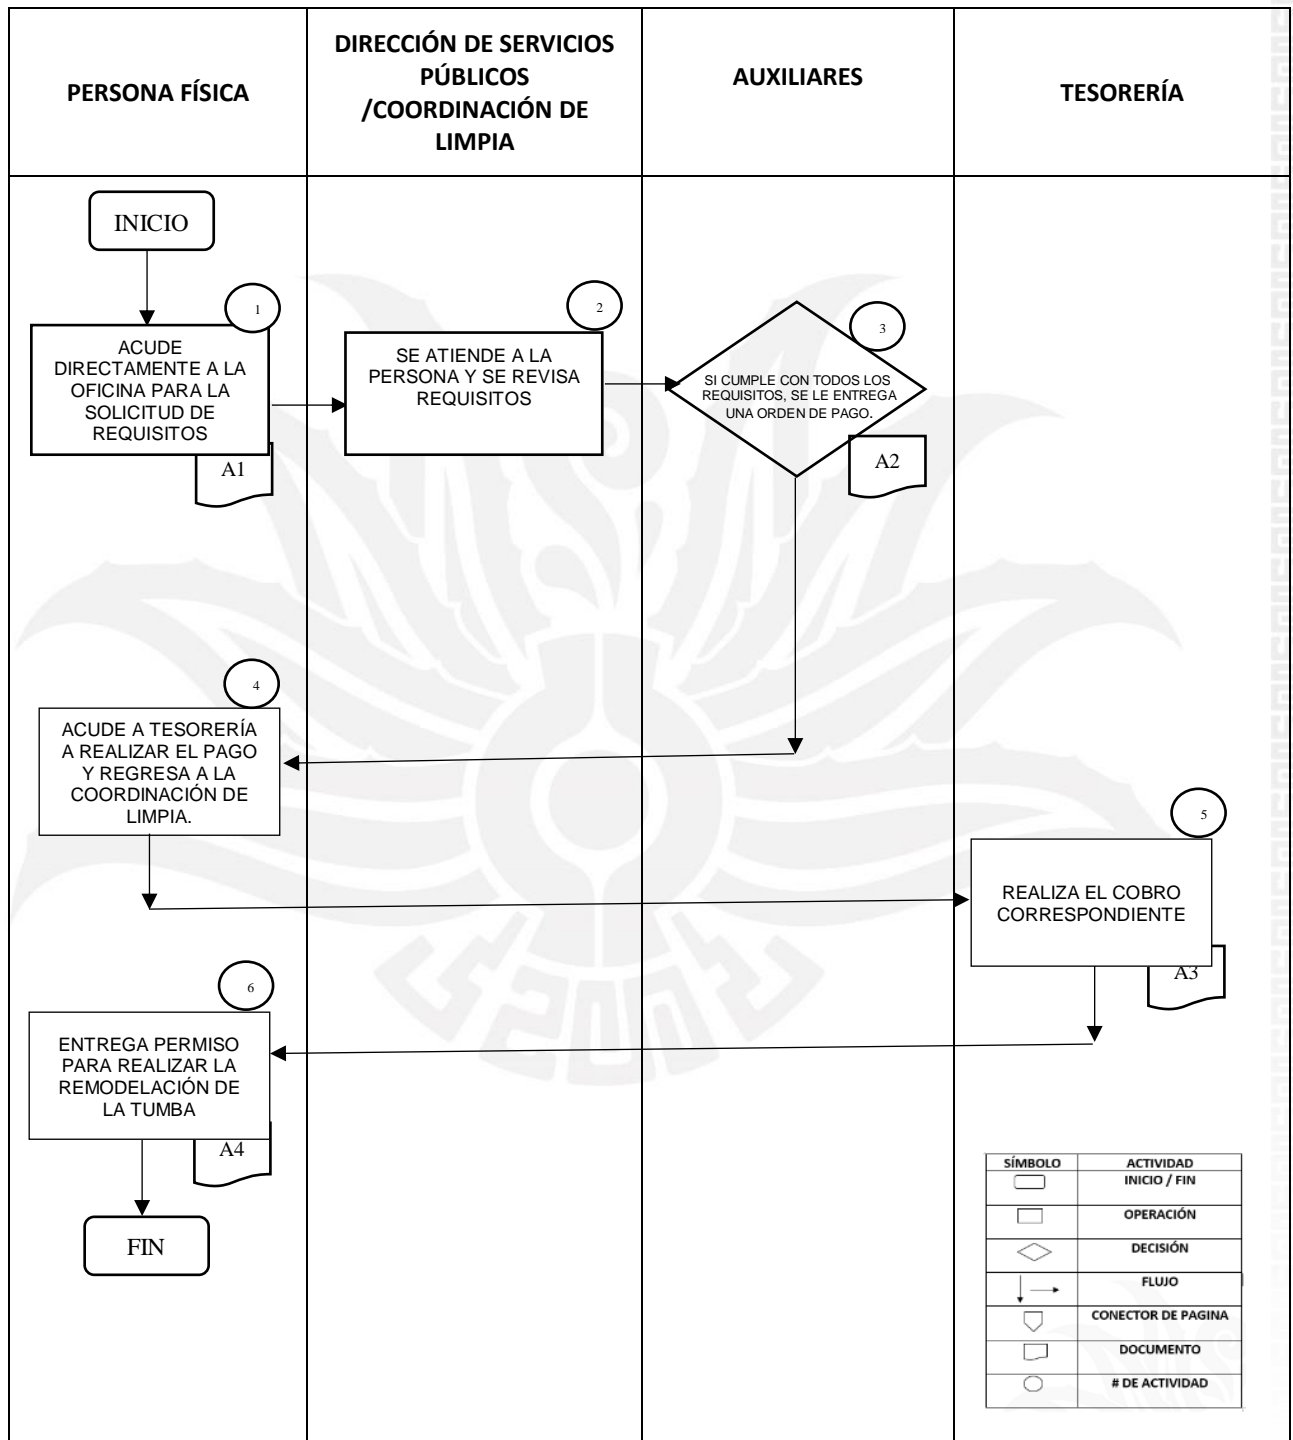 PERSONA FÍSICA
DIRECCIÓN DE SERVICIOS
PÚBLICOS
/COORDINACIÓN DE
LIMPIA
AUXILIARES
TESORERÍA
INICIO
1
ACUDE
DIRECTAMENTE A LA
OFICINA PARA LA
SOLICITUD DE
REQUISITOS
A1
2
SE ATIENDE A LA
PERSONA Y SE REVISA
REQUISITOS
3
SI CUMPLE CON TODOS LOS
REQUISITOS, SE LE ENTREGA
UNA ORDEN DE PAGO.
A2
4
ACUDE A TESORERÍA
A REALIZAR EL PAGO
Y REGRESA A LA
COORDINACIÓN DE
LIMPIA.
5
REALIZA EL COBRO
CORRESPONDIENTE
A3
6
ENTREGA PERMISO
PARA REALIZAR LA
REMODELACIÓN DE
LA TUMBA
A4
FIN
SÍMBOLO ACTIVIDAD
INICIO / FIN
OPERACIÓN
DECISIÓN
FLUJO
CONECTOR DE PAGINA
DOCUMENTO
# DE ACTIVIDAD